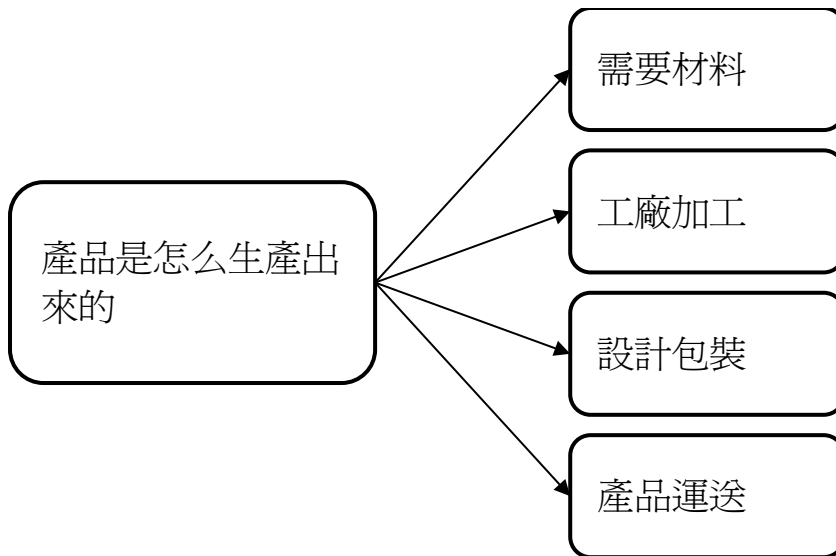 產品是怎么生產出
來的
需要材料
工廠加工
設計包裝
產品運送